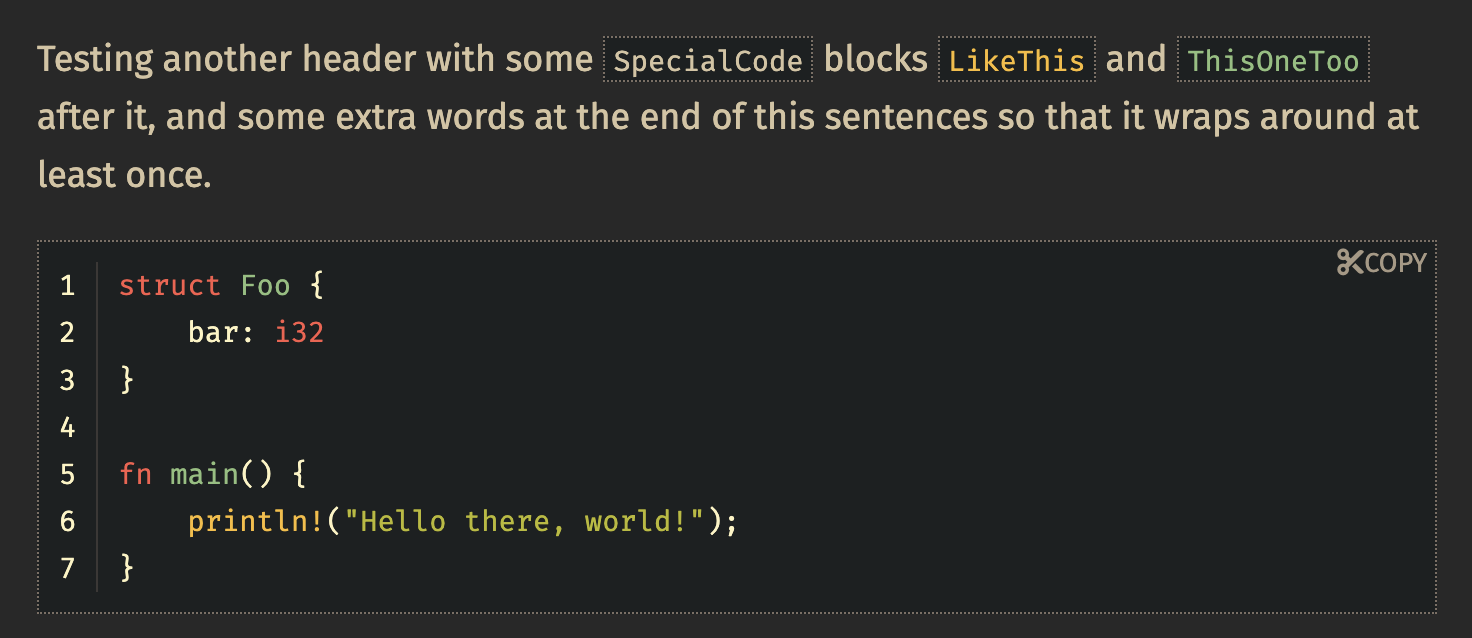 Testing another header with some SpecialCode blocks LikeThis and ThisOneToo
after it, and some extra words at the end of this sentences so that it wraps around at
least once.
COPY
1 struct Foo {
2     bar: i32
3 }
4
5 fn main() {
6     println!("Hello there, world!");
7 }